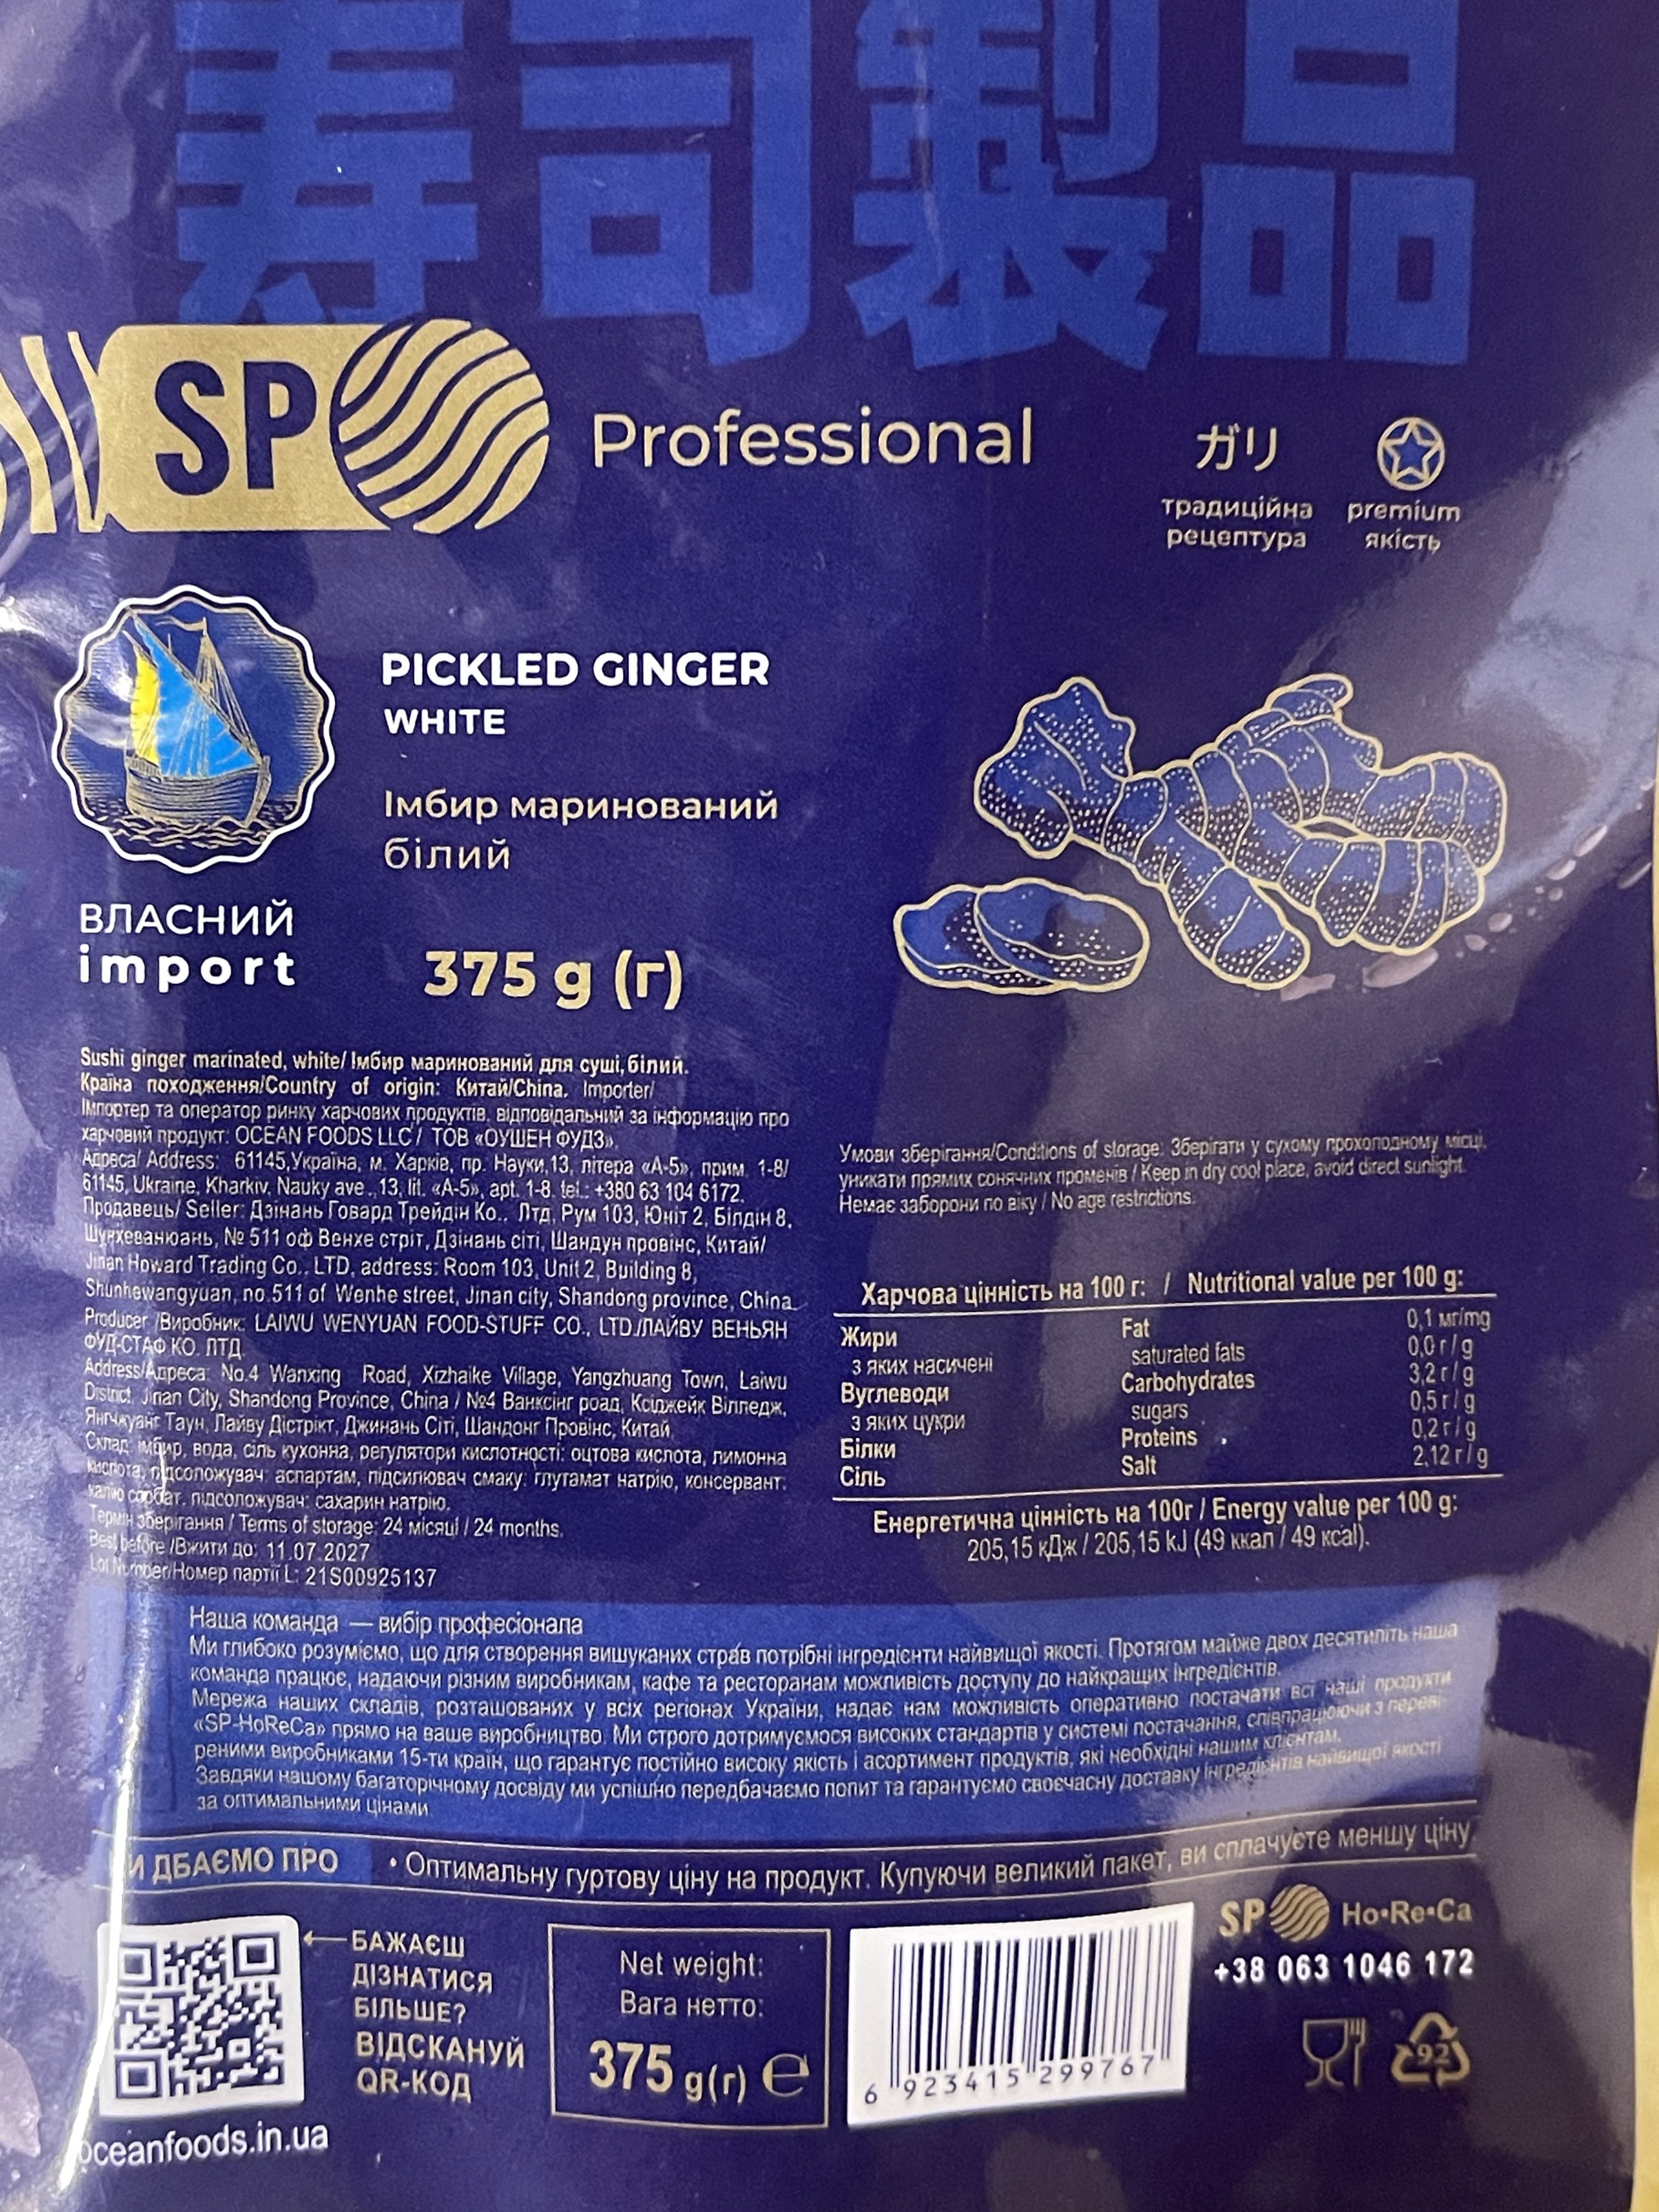 寿司製品
SP Professional
ガリ
традиційна
рецептура
premium
якість
PICKLED GINGER
WHITE
Імбир маринований
білий
ВЛАСНИЙ
import
375 g (г)
Sushi ginger marinated, white/ Імбир маринований для суші, білий.
Країна походження/Country of origin: Китай/China. Importer/
Імпортер та оператор ринку харчових продуктів, відповідальний за інформацію про
харчовий продукт: OCEAN FOODS LLC / ТОВ «ОУШЕН ФУДЗ».
Адреса/ Address: 61145,Україна, м. Харків, пр. Науки,13, літера «А-5», прим. 1-8/
61145, Ukraine, Kharkiv, Nauky ave.,13, lit. «A-5», apt. 1-8. tel.: +380 63 104 6172.
Продавець/ Seller: Дзінань Говард Трейдін Ко., Лтд, Рум 103, Юніт 2, Білдін 8,
Шунхеванюань, № 511 оф Венхе стріт, Дзінань сіті, Шандун провінс, Китай/
Jinan Howard Trading Co., LTD, address: Room 103, Unit 2, Building 8,
Shunhewangyuan, no.511 of Wenhe street, Jinan city, Shandong province, China
Producer /Виробник: LAIWU WENYUAN FOOD-STUFF CO., LTD./ЛАЙВУ ВЕНЬЯН
ФУД-СТАФ КО. ЛТД
Address/Адреса: No.4 Wanxing Road, Xizhaike Village, Yangzhuang Town, Laiwu
District, Jinan City, Shandong Province, China / №4 Ванксінг роад, Ксіджейк Вілледж,
Янгчжуанг Таун, Лайву Дістрікт, Джинань Сіті, Шандонг Провінс, Китай
Склад: імбир, вода, сіль кухонна, регулятори кислотності: оцтова кислота, лимонна
кислота, підсоложувач: аспартам, підсилювач смаку: глутамат натрію, консервант:
калію сорбат, підсоложувач: сахарин натрію.
Термін зберігання / Terms of storage: 24 місяці / 24 months.
Best before /Вжити до: 11.07.2027
Lot Number/Номер партії L: 21S00925137
Умови зберігання/Conditions of storage: Зберігати у сухому прохолодному місці,
уникати прямих сонячних променів / Keep in dry cool place, avoid direct sunlight.
Немає заборони по віку / No age restrictions.
Харчова цінність на 100 г: / Nutritional value per 100 g:
Жири Fat 0,1 мг/mg
з яких насичені saturated fats 0,0 г/g
Вуглеводи Carbohydrates 3,2 г/g
з яких цукри sugars 0,5 г/g
Білки Proteins 0,2 г/g
Сіль Salt 2,12 г/g
Енергетична цінність на 100г / Energy value per 100 g:
205,15 кДж / 205,15 kJ (49 ккал / 49 kcal).
Наша команда — вибір професіонала
Ми глибоко розуміємо, що для створення вишуканих страв потрібні інгредієнти найвищої якості. Протягом майже двох десятиліть наша
команда працює, надаючи різним виробникам, кафе та ресторанам можливість доступу до найкращих інгредієнтів.
Мережа наших складів, розташованих у всіх регіонах України, надає нам можливість оперативно постачати всі наші продукти
«SP-HoReCa» прямо на ваше виробництво. Ми строго дотримуємося високих стандартів у системі постачання, співпрацюючи з переві-
реними виробниками 15-ти країн, що гарантує постійно високу якість і асортимент продуктів, які необхідні нашим клієнтам.
Завдяки нашому багаторічному досвіду ми успішно передбачаємо попит та гарантуємо своєчасну доставку інгредієнтів найвищої якості
за оптимальними цінами.
И ДБАЄМО ПРО • Оптимальну гуртову ціну на продукт. Купуючи великий пакет, ви сплачуєте меншу ціну
БАЖАЄШ
ДІЗНАТИСЯ
БІЛЬШЕ?
ВІДСКАНУЙ
QR-КОД
oceanfoods.in.ua
Net weight:
Вага нетто:
375 g(г) e
6 923415 299767
SP Ho•Re•Ca
+38 063 1046 172
92